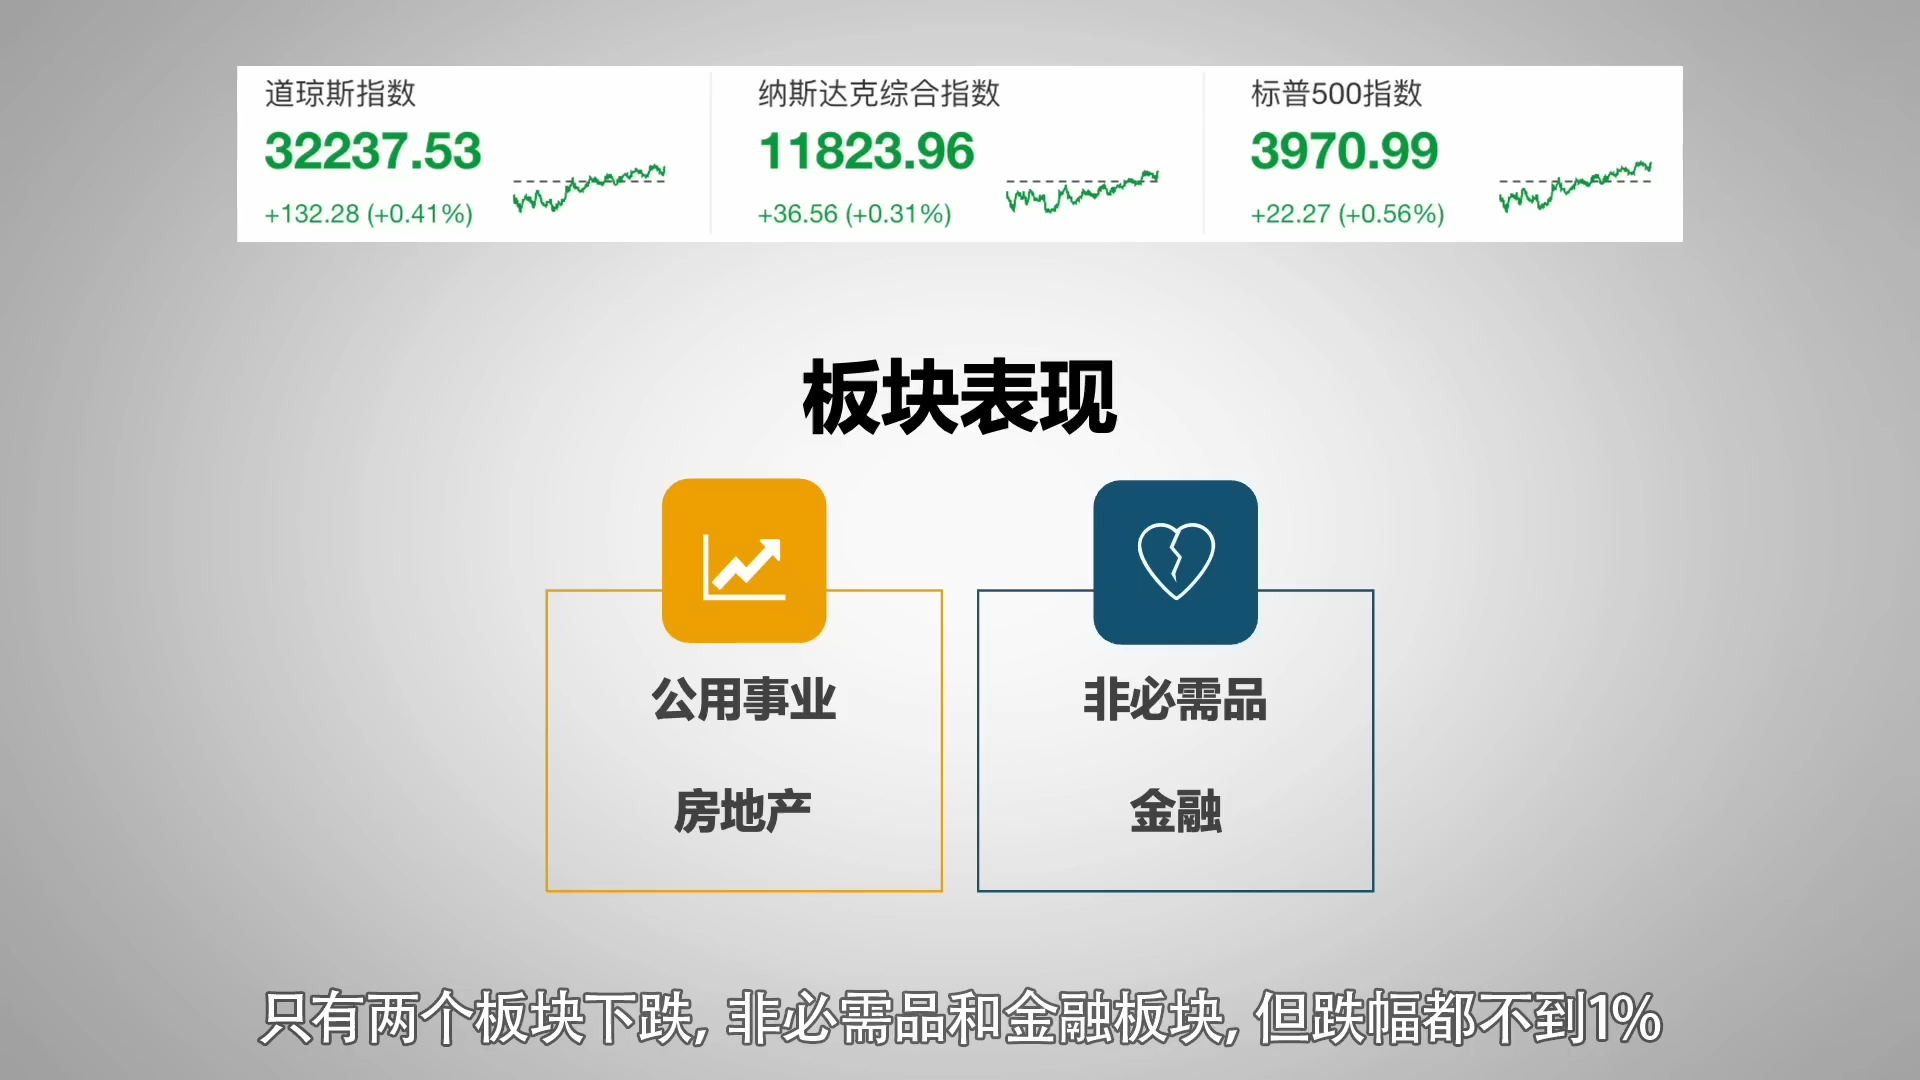 道琼斯指数
32237.53
+132.28 (+0.41%)
纳斯达克综合指数
11823.96
+36.56 (+0.31%)
标普500指数
3970.99
+22.27 (+0.56%)
板块表现
公用事业
房地产
非必需品
金融
只有两个板块下跌, 非必需品和金融板块, 但跌幅都不到1%